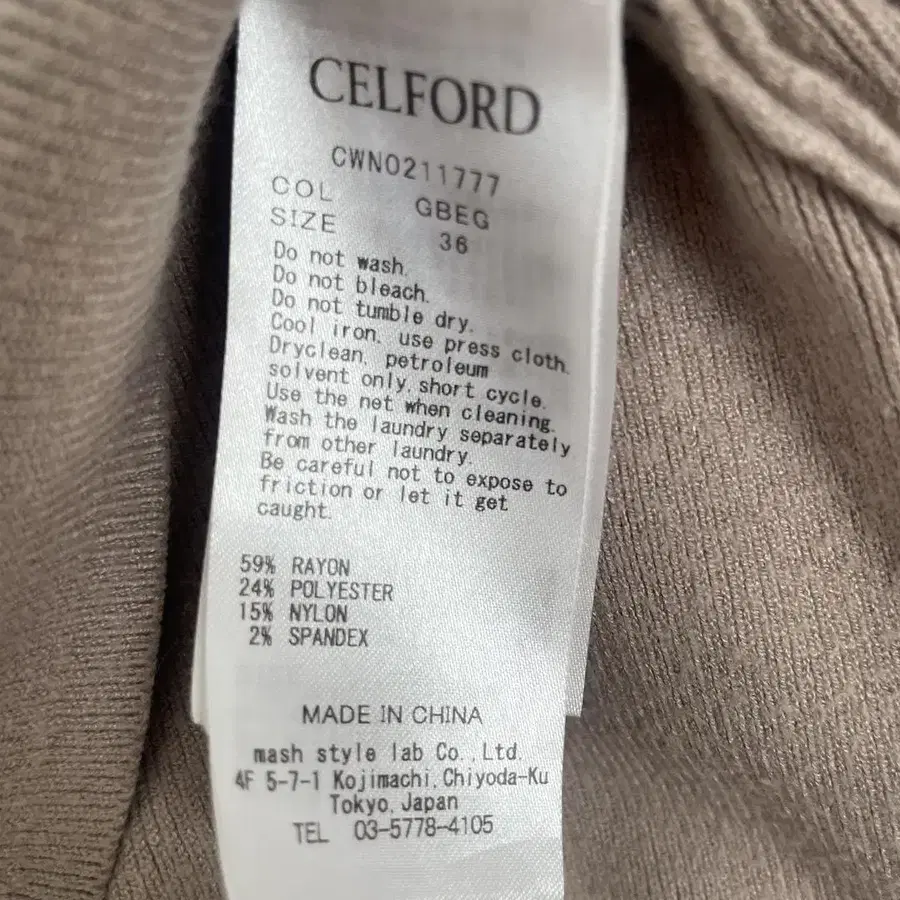 CELFORD
CWNO211777
COL GBEG
SIZE 36
Do not wash.
Do not bleach.
Do not tumble dry.
Cool iron, use press cloth.
Dryclean, petroleum
solvent only, short cycle.
Use the net when cleaning.
Wash the laundry separately
from other laundry.
Be careful not to expose to
friction or let it get
caught.
59% RAYON
24% POLYESTER
15% NYLON
2% SPANDEX
MADE IN CHINA
mash style lab Co.,Ltd.
4F 5-7-1 Kojimachi,Chiyoda-Ku
Tokyo,Japan
TEL 03-5778-4105